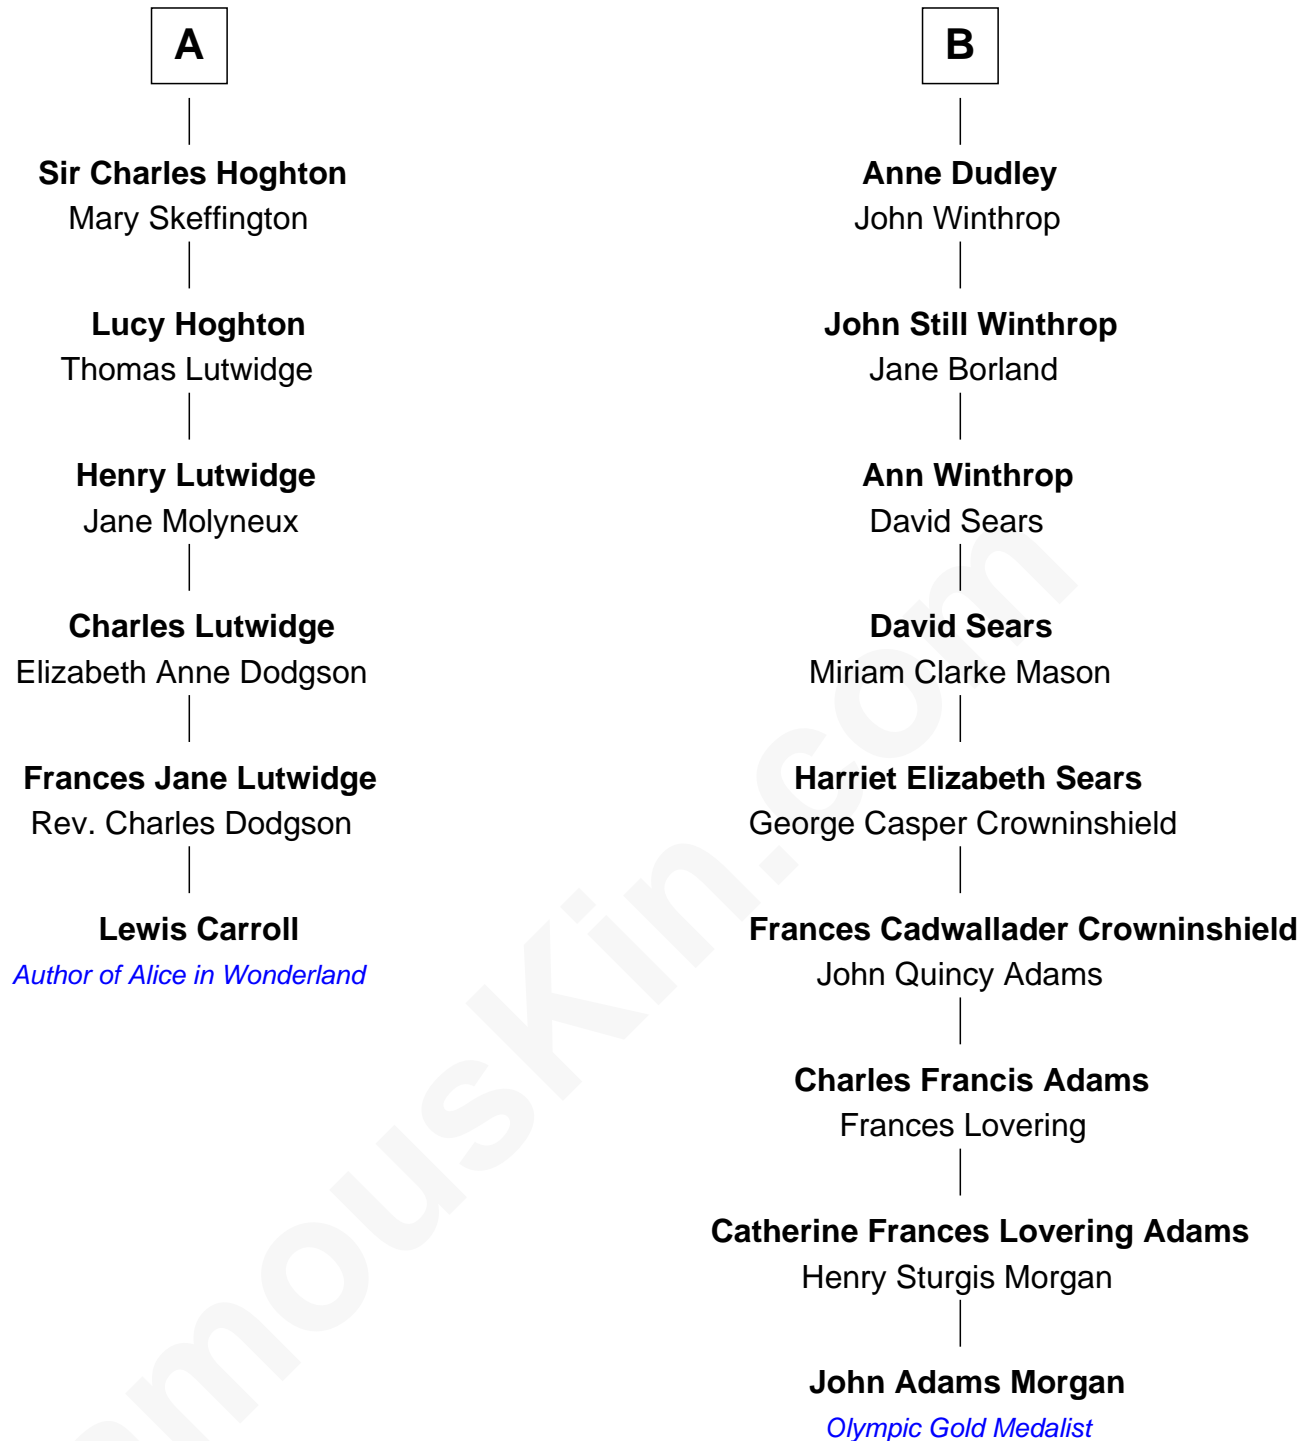 A
Sir Charles Hoghton
Mary Skeffington
Lucy Hoghton
Thomas Lutwidge
Henry Lutwidge
Jane Molyneux
Charles Lutwidge
Elizabeth Anne Dodgson
Frances Jane Lutwidge
Rev. Charles Dodgson
Lewis Carroll
Author of Alice in Wonderland
B
Anne Dudley
John Winthrop
John Still Winthrop
Jane Borland
Ann Winthrop
David Sears
David Sears
Miriam Clarke Mason
Harriet Elizabeth Sears
George Casper Crowninshield
Frances Cadwallader Crowninshield
John Quincy Adams
Charles Francis Adams
Frances Lovering
Catherine Frances Lovering Adams
Henry Sturgis Morgan
John Adams Morgan
Olympic Gold Medalist
amousKin.com